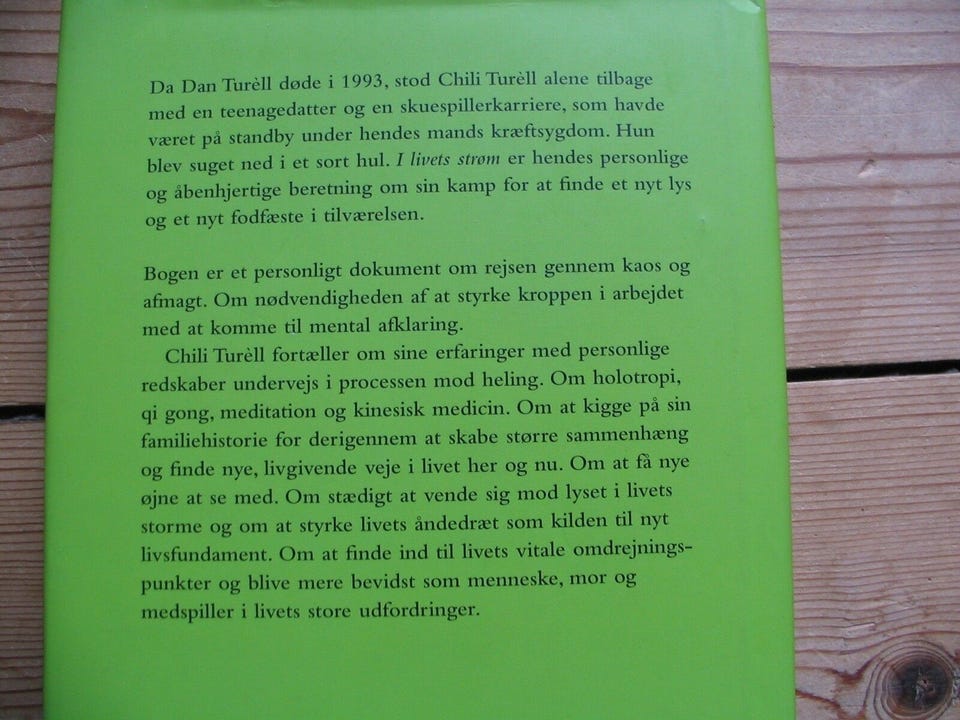 Da Dan Turèll døde i 1993, stod Chili Turèll alene tilbage
med en teenagedatter og en skuespillerkarriere, som havde
været på standby under hendes mands kræftsygdom. Hun
blev suget ned i et sort hul. I livets strøm er hendes personlige
og åbenhjertige beretning om sin kamp for at finde et nyt lys
og et nyt fodfæste i tilværelsen.
Bogen er et personligt dokument om rejsen gennem kaos og
afmagt. Om nødvendigheden af at styrke kroppen i arbejdet
med at komme til mental afklaring.
Chili Turèll fortæller om sine erfaringer med personlige
redskaber undervejs i processen mod heling. Om holotropi,
qi gong, meditation og kinesisk medicin. Om at kigge på sin
familiehistorie for derigennem at skabe større sammenhæng
og finde nye, livgivende veje i livet her og nu. Om at få nye
øjne at se med. Om stædigt at vende sig mod lyset i livets
storme og om at styrke livets åndedræt som kilden til nyt
livsfundament. Om at finde ind til livets vitale omdrejnings-
punkter og blive mere bevidst som menneske, mor og
medspiller i livets store udfordringer.